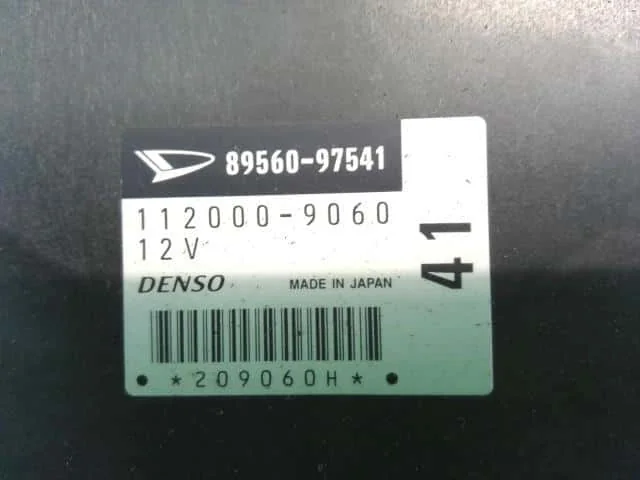 89560-97541
112000-9060
12V
DENSO MADE IN JAPAN
41
*209060H*